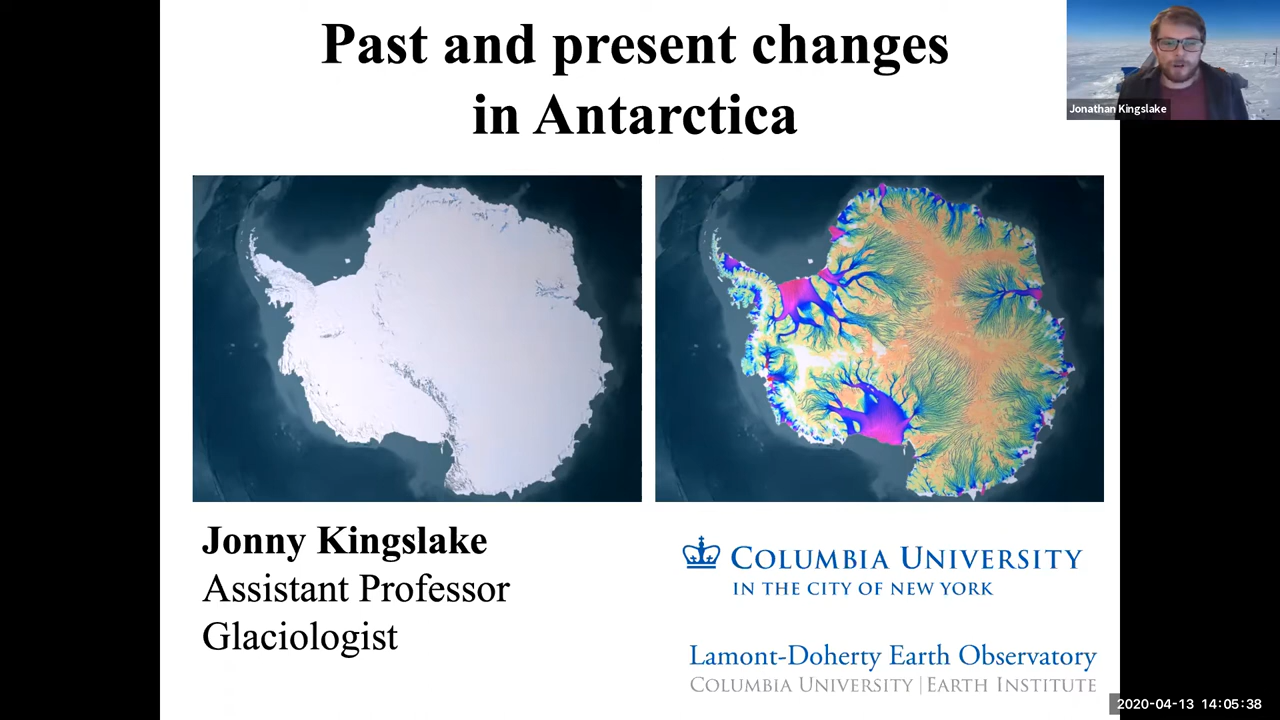 Past and present changes
in Antarctica
Jonathan Kingslake
Jonny Kingslake
Assistant Professor
Glaciologist
COLUMBIA UNIVERSITY
IN THE CITY OF NEW YORK
Lamont-Doherty Earth Observatory
COLUMBIA UNIVERSITY | EARTH INSTITUTE
2020-04-13 14:05:38